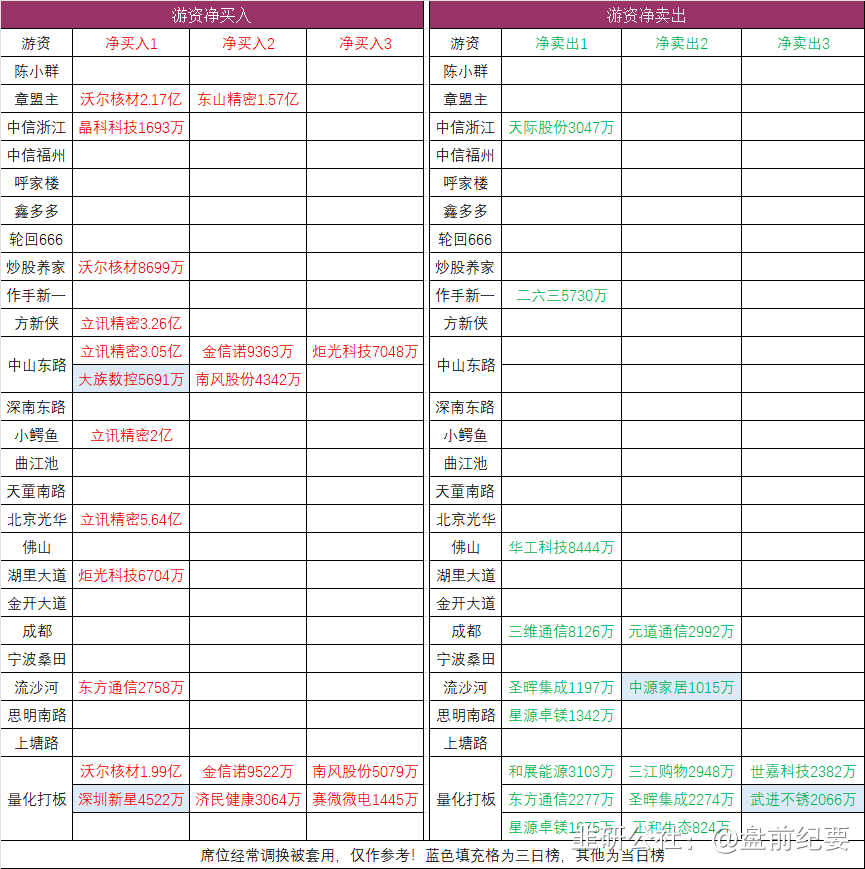 游资净买入 游资净卖出
游资 净买入1 净买入2 净买入3 游资 净卖出1 净卖出2 净卖出3
陈小群 陈小群
章盟主 沃尔核材2.17亿 东山精密1.57亿 章盟主
中信浙江 晶科科技1693万 中信浙江 天际股份3047万
中信福州 中信福州
呼家楼 呼家楼
鑫多多 鑫多多
轮回666 轮回666
炒股养家 沃尔核材8699万 炒股养家
作手新一 作手新一 二六三5730万
方新侠 立讯精密3.26亿 方新侠
中山东路 立讯精密3.05亿 金信诺9363万 炬光科技7048万 中山东路
大族数控5691万 南风股份4342万
深南东路 深南东路
小鳄鱼 立讯精密2亿 小鳄鱼
曲江池 曲江池
天童南路 天童南路
北京光华 立讯精密5.64亿 北京光华
佛山 佛山 华工科技8444万
湖里大道 炬光科技6704万 湖里大道
金开大道 金开大道
成都 成都 三维通信8126万 元道通信2992万
宁波桑田 宁波桑田
流沙河 东方通信2758万 流沙河 圣晖集成1197万 中源家居1015万
思明南路 思明南路 星源卓镁1342万
上塘路 上塘路
量化打板 沃尔核材1.99亿 金信诺9522万 南风股份5079万 量化打板 和展能源3103万 三江购物2948万 世嘉科技2382万
深圳新星4522万 济民健康3064万 赛微微电1445万 东方通信2277万 圣晖集成2274万 武进不锈2066万
星源卓镁1675万 正和生态824万
韭研公社：@盘前纪要
席位经常调换被套用，仅作参考！蓝色填充格为三日榜，其他为当日榜